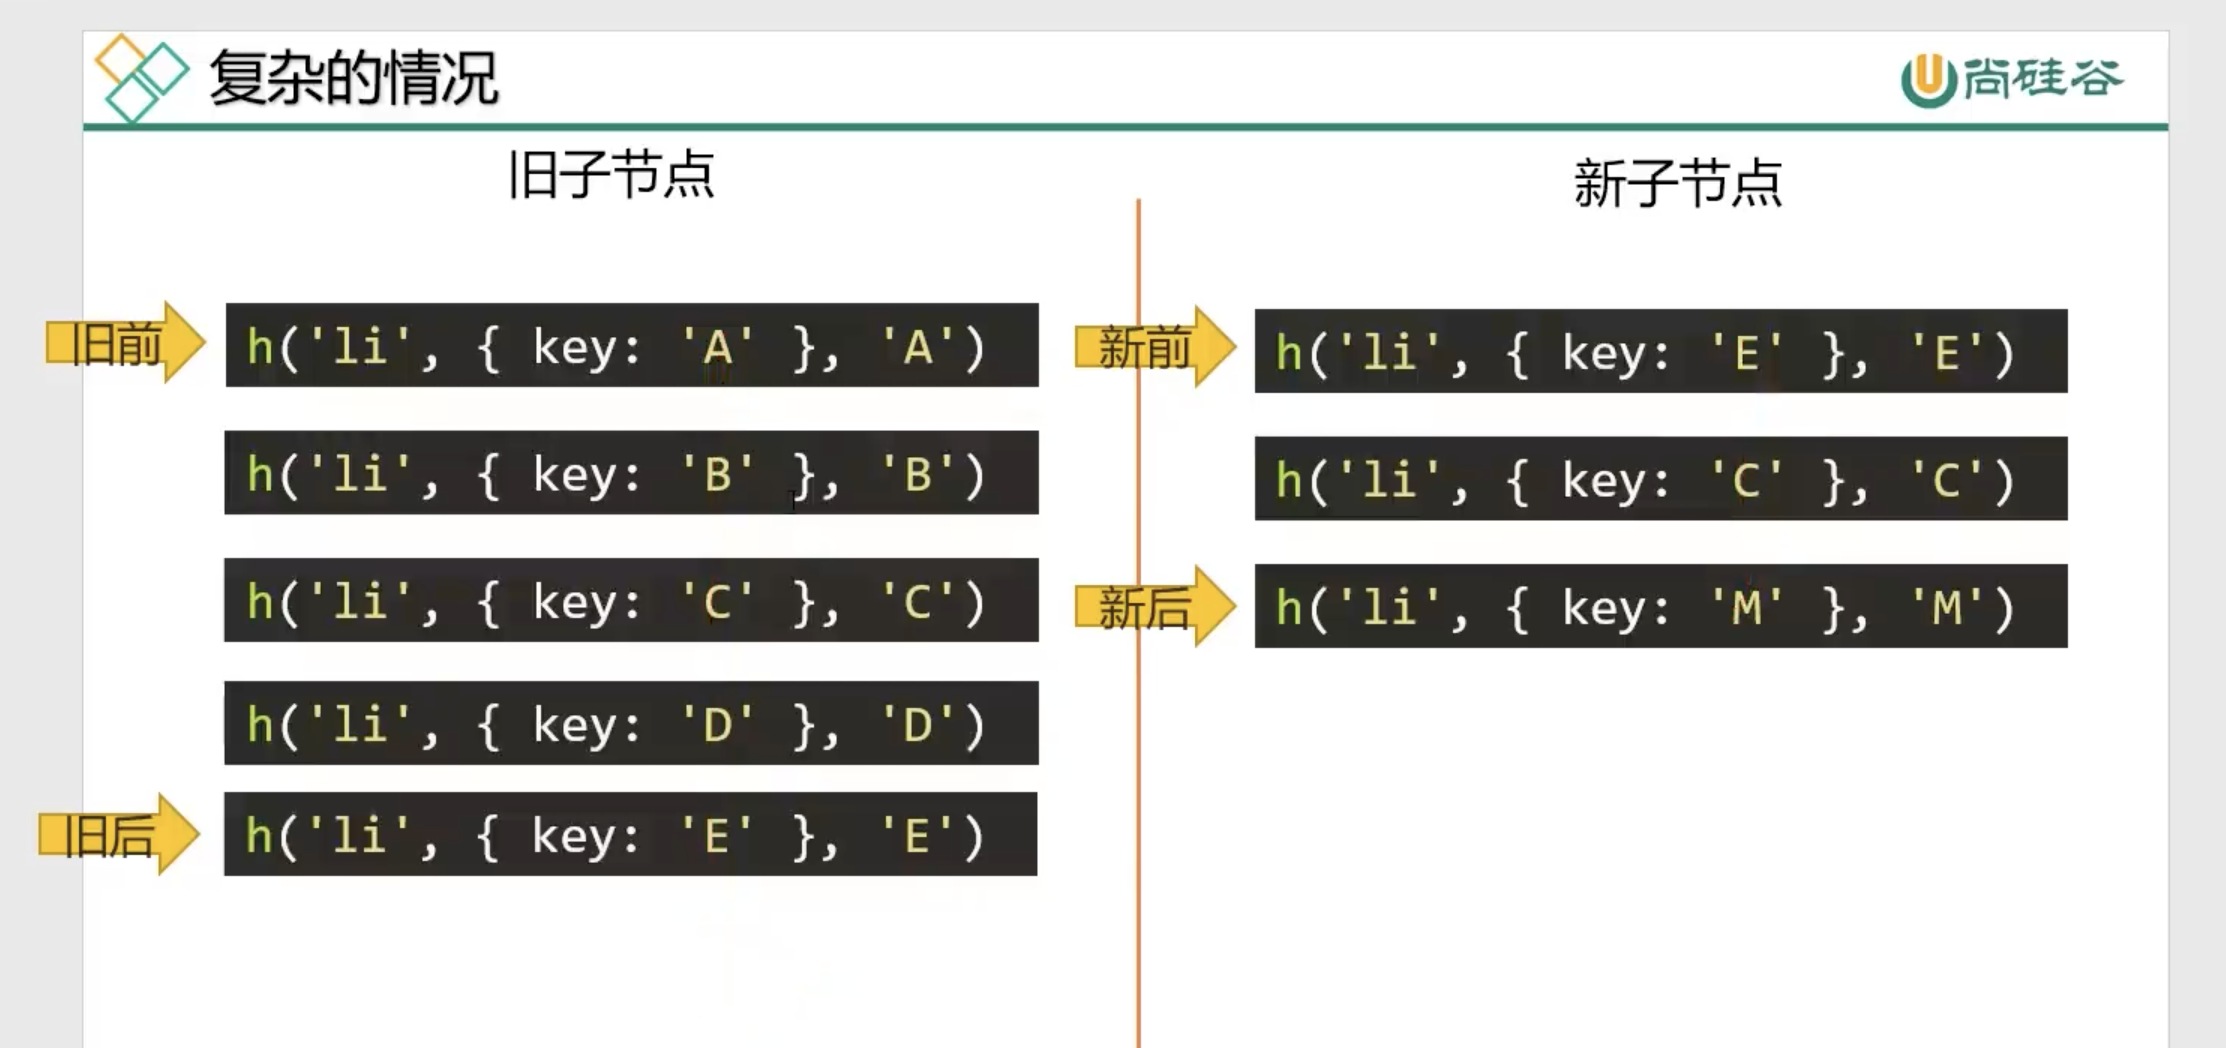 复杂的情况
尚硅谷
旧子节点
旧前
h('li', { key: 'A' }, 'A')
h('li', { key: 'B' }, 'B')
h('li', { key: 'C' }, 'C')
h('li', { key: 'D' }, 'D')
旧后
h('li', { key: 'E' }, 'E')
新子节点
新前
h('li', { key: 'E' }, 'E')
h('li', { key: 'C' }, 'C')
新后
h('li', { key: 'M' }, 'M')